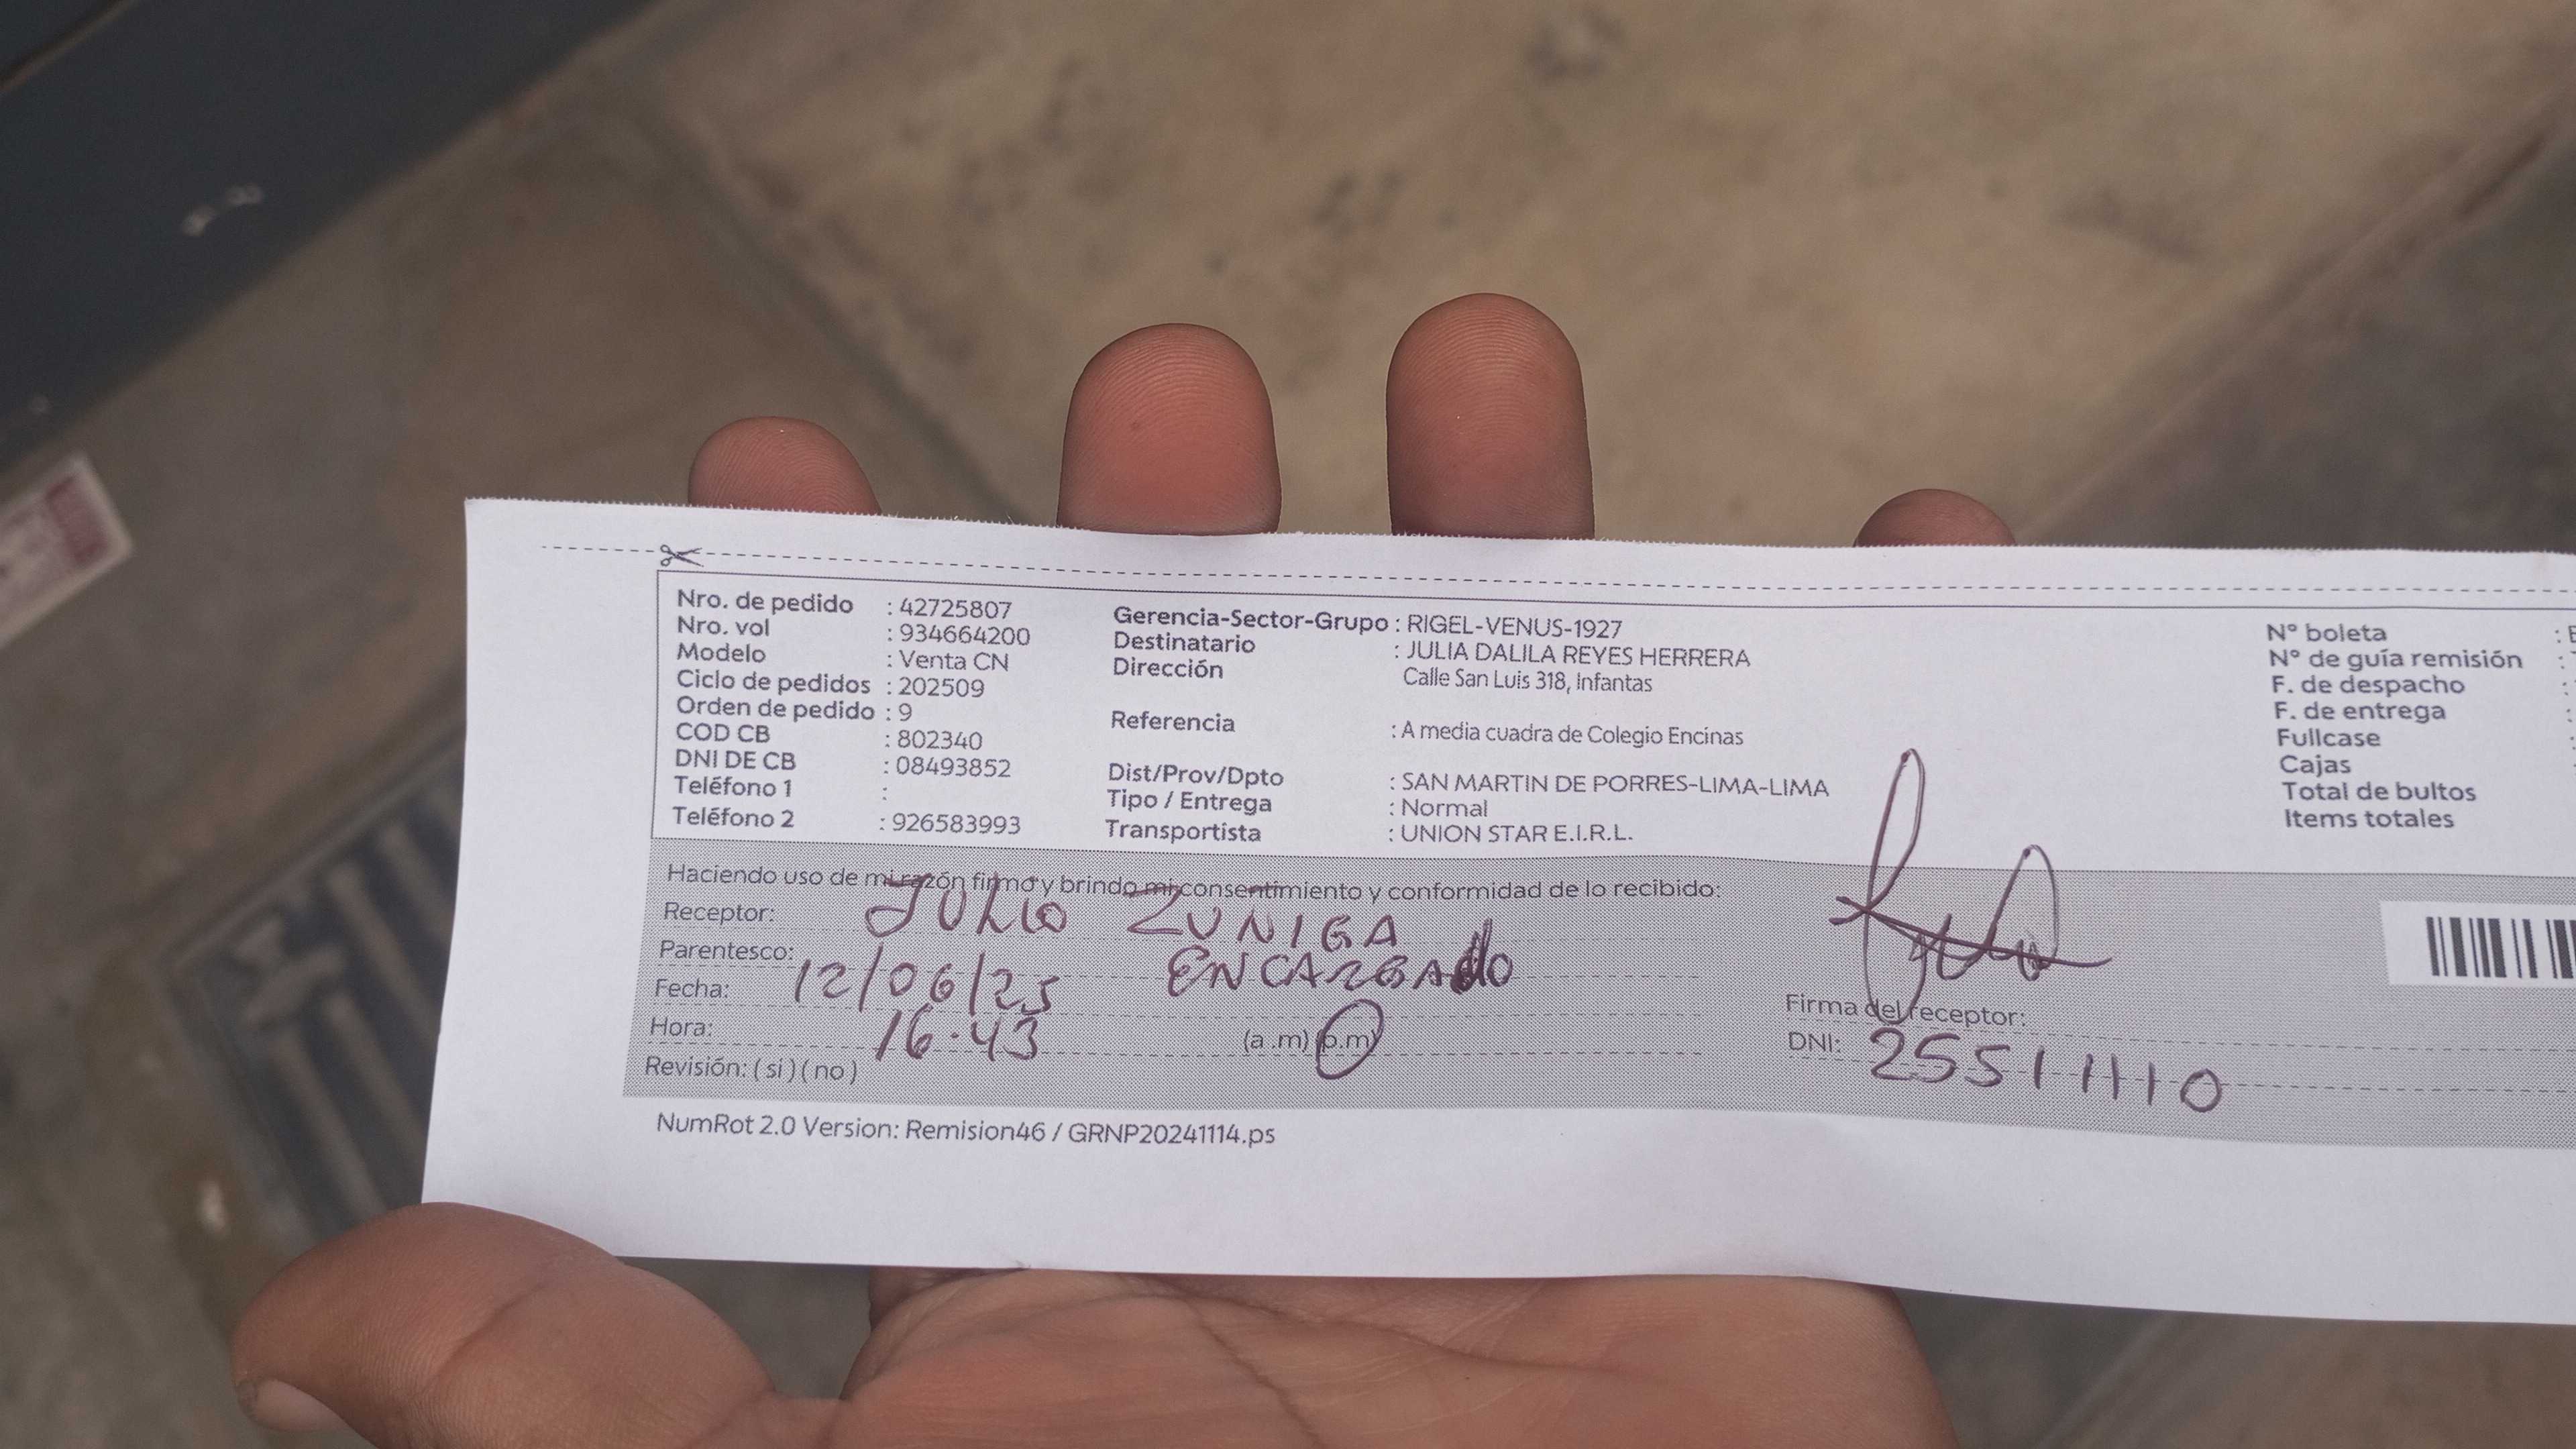 Nro. de pedido : 42725807
Nro. vol : 934664200
Modelo : Venta CN
Ciclo de pedidos : 202509
Orden de pedido : 9
COD CB : 802340
DNI DE CB : 08493852
Teléfono 1 :
Teléfono 2 : 926583993
Gerencia-Sector-Grupo : RIGEL-VENUS-1927
Destinatario : JULIA DALILA REYES HERRERA
Dirección Calle San Luis 318, Infantas
Referencia : A media cuadra de Colegio Encinas
Dist/Prov/Dpto : SAN MARTIN DE PORRES-LIMA-LIMA
Tipo / Entrega : Normal
Transportista : UNION STAR E.I.R.L.
N° boleta :
N° de guía remisión :
F. de despacho :
F. de entrega :
Fullcase :
Cajas
Total de bultos
Items totales
Haciendo uso de mi razón firmo y brindo mi consentimiento y conformidad de lo recibido:
Receptor: JULIO ZUNIGA
Parentesco: ENCARGADO
Fecha: 12/06/25
Hora: 16.43 (a .m) (p.m)
Revisión: ( si ) ( no )
Firma del receptor:
DNI: 25511110
NumRot 2.0 Version: Remision46 / GRNP20241114.ps